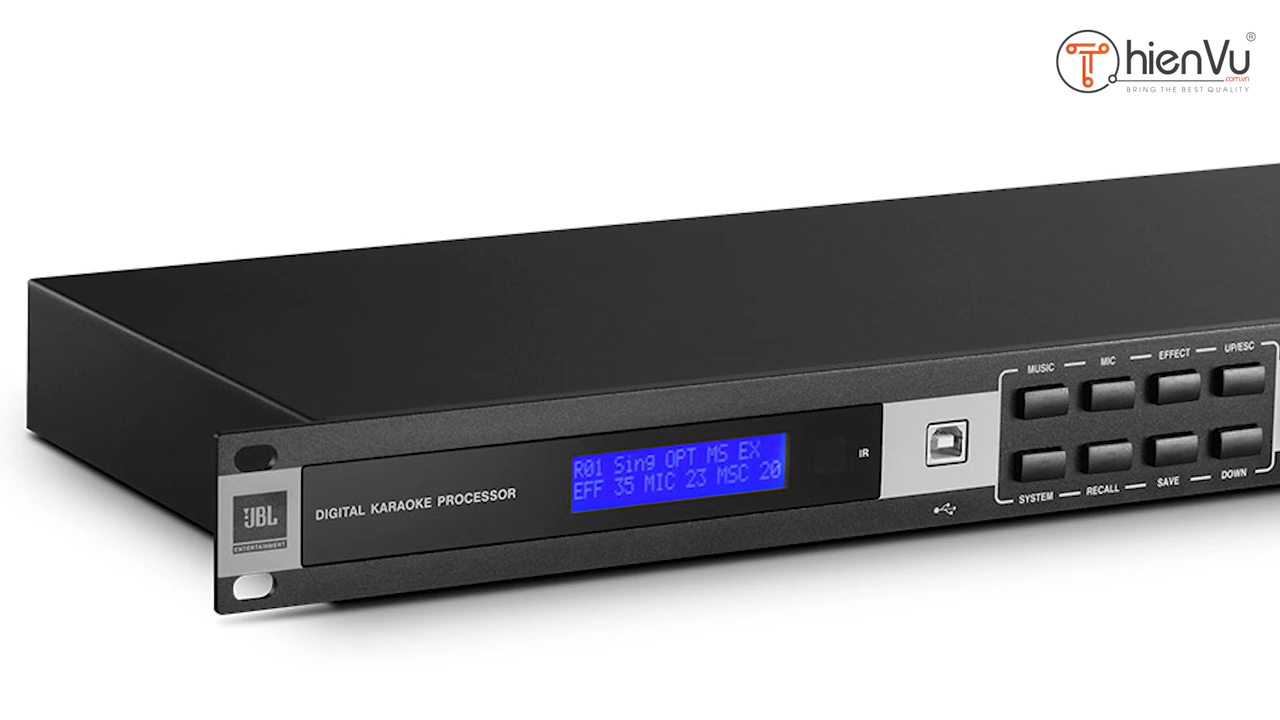 ThienVu®
.com.vn
BRING THE BEST QUALITY
MUSIC MIC EFFECT UP/ESC
R01 Sing OPT MS EX
EFF 35 MIC 23 MSC 20
IR
DIGITAL KARAOKE PROCESSOR
JBL
ENTERTAINMENT
SYSTEM RECALL SAVE DOWN